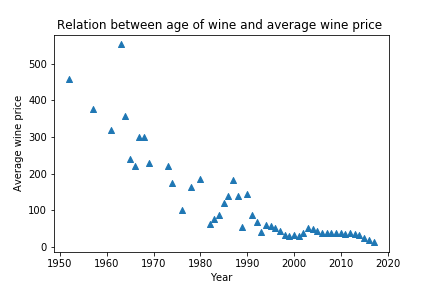 Relation between age of wine and average wine price
500
400
300
200
100
0
Average wine price
1950 1960 1970 1980 1990 2000 2010 2020
Year